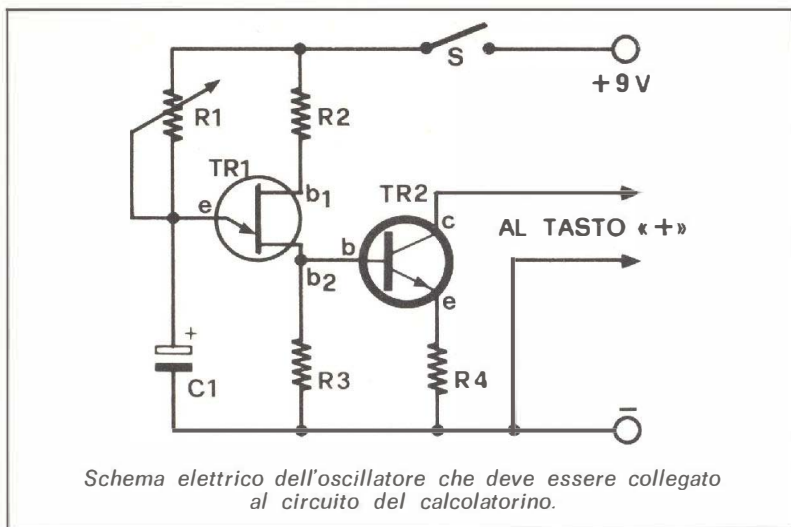 S
+9V
R1
R2
TR1
b1
TR2
e
c
AL TASTO «+»
b
b2
e
+
C1
R3
R4
–
Schema elettrico dell'oscillatore che deve essere collegato
al circuito del calcolatorino.